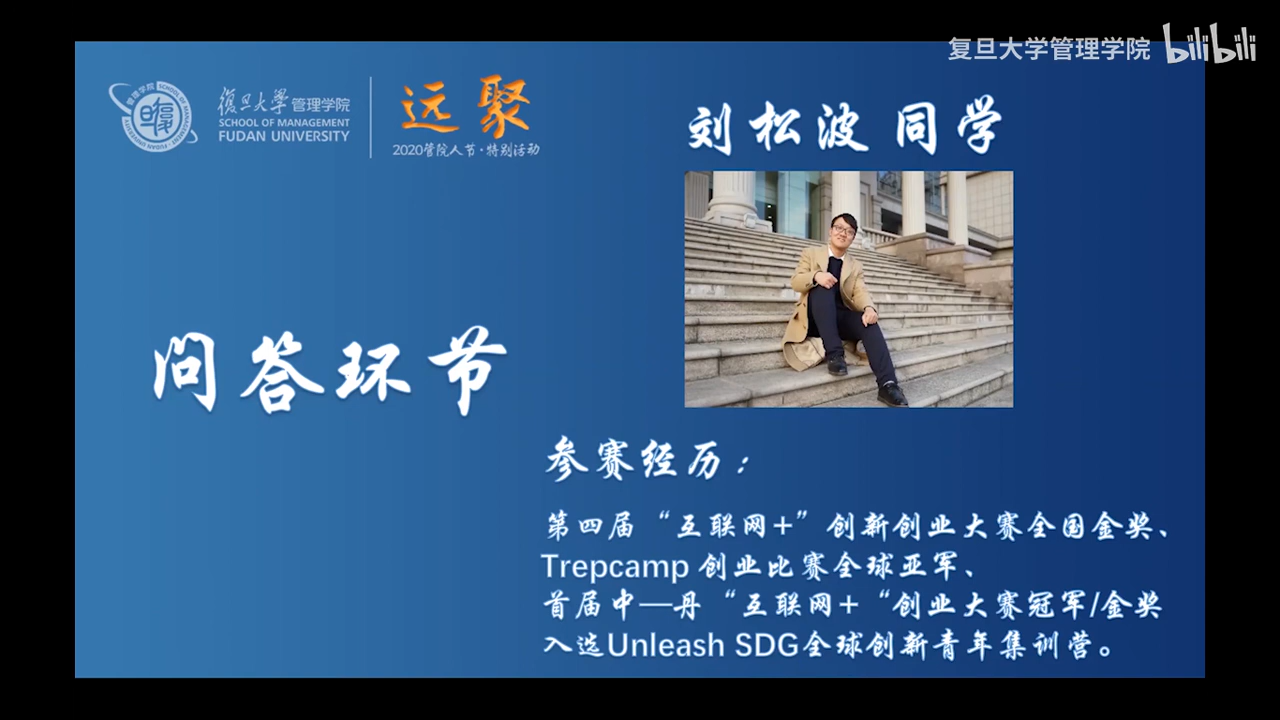 复旦大学管理学院 bilibili
復旦大學管理学院
SCHOOL OF MANAGEMENT
FUDAN UNIVERSITY
远聚
2020管院人节·特别活动
刘松波 同学
问答环节
参赛经历：
第四届“互联网+”创新创业大赛全国金奖、
Trepcamp 创业比赛全球亚军、
首届中—丹“互联网+“创业大赛冠军/金奖
入选Unleash SDG全球创新青年集训营。